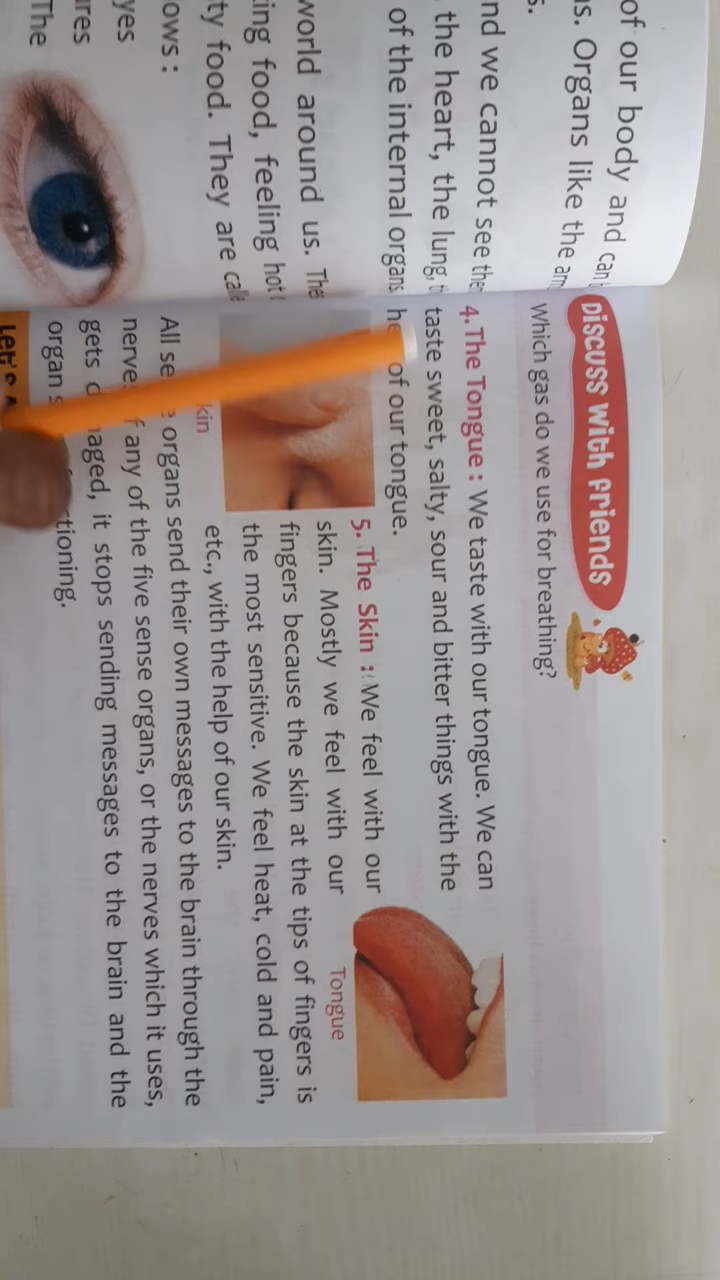 of our body and can
s. Organs like the arm
s.
nd we cannot see the
the heart, the lung,
of the internal organs
world around us. The
ing food, feeling hot
ty food. They are
ows :
yes
res
The
Discuss with friends
Which gas do we use for breathing?
4. The Tongue : We taste with our tongue. We can
taste sweet, salty, sour and bitter things with the
of our tongue.
Tongue
5. The Skin : We feel with our
skin. Mostly we feel with our
fingers because the skin at the tips of fingers is
the most sensitive. We feel heat, cold and pain,
etc., with the help of our skin.
kin
All organs send their own messages to the brain through the
nerve f any of the five sense organs, or the nerves which it uses,
gets d maged, it stops sending messages to the brain and the
organ s tioning.
Let's